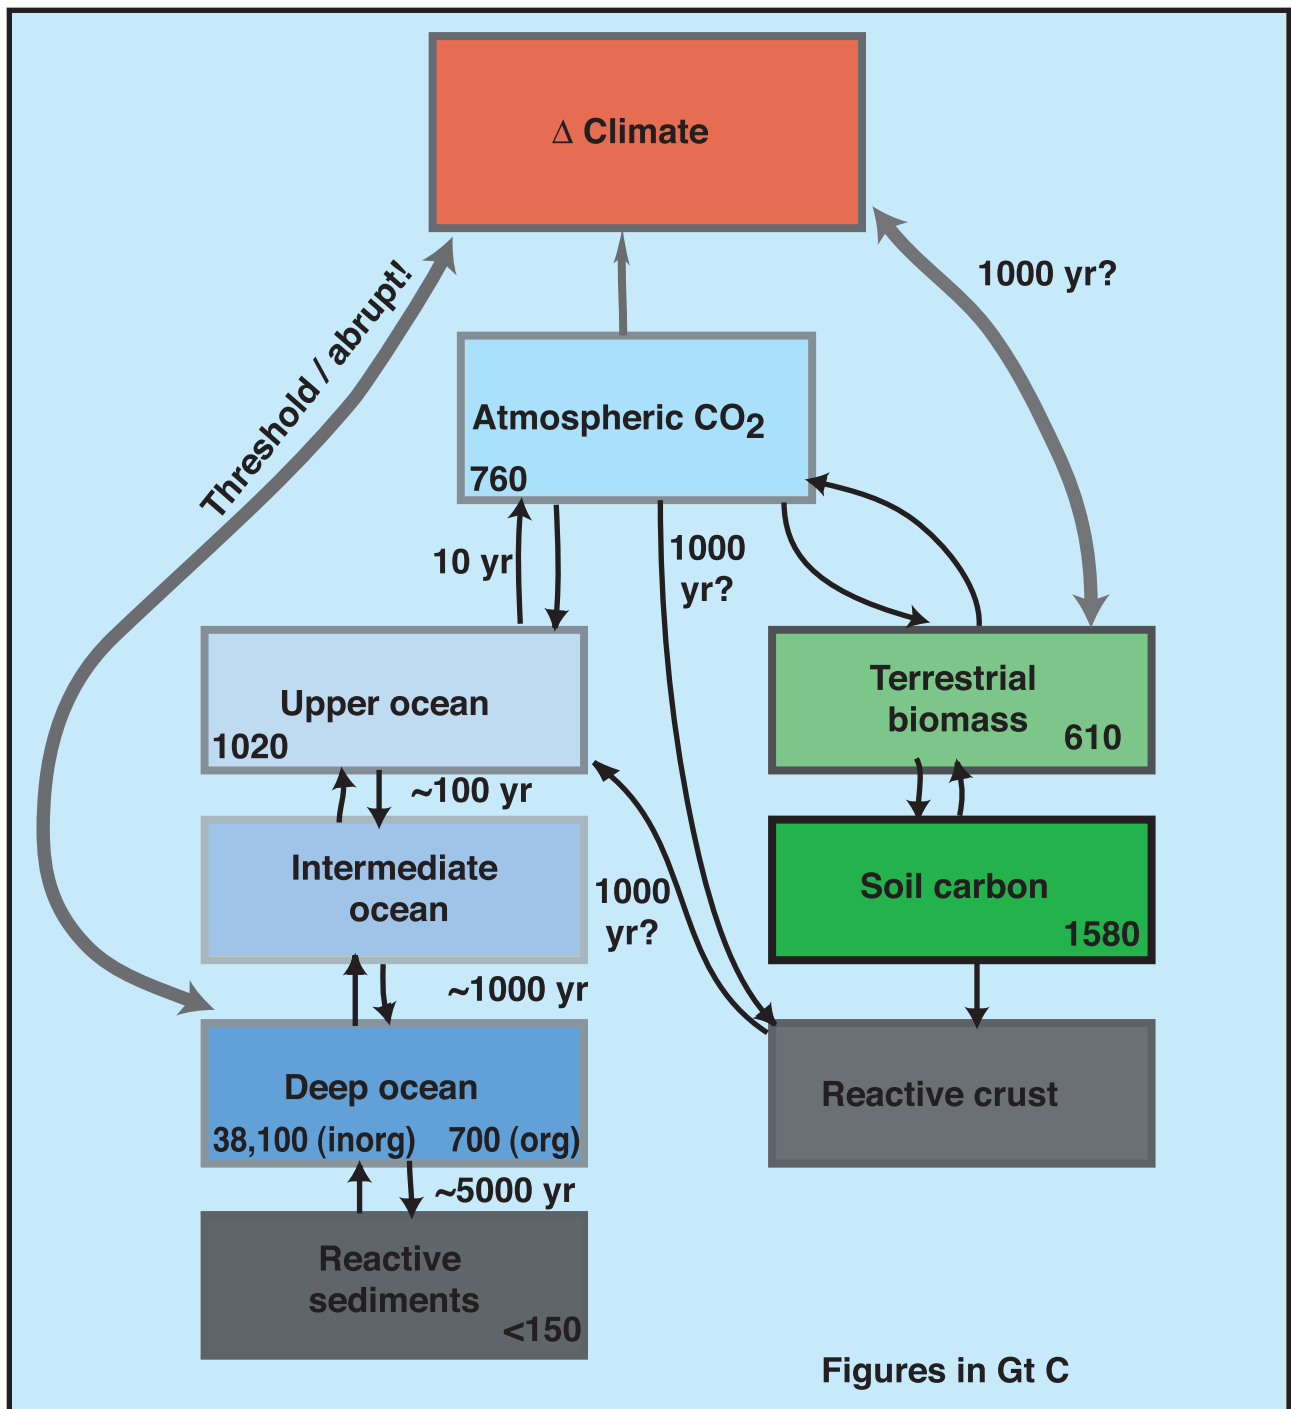 Δ Climate
1000 yr?
Threshold / abrupt!
Atmospheric CO₂
760
10 yr
1000
yr?
Upper ocean
1020
Terrestrial
biomass
610
~100 yr
Intermediate
ocean
1000
yr?
Soil carbon
1580
~1000 yr
Deep ocean
38,100 (inorg) 700 (org)
Reactive crust
~5000 yr
Reactive
sediments
<150
Figures in Gt C